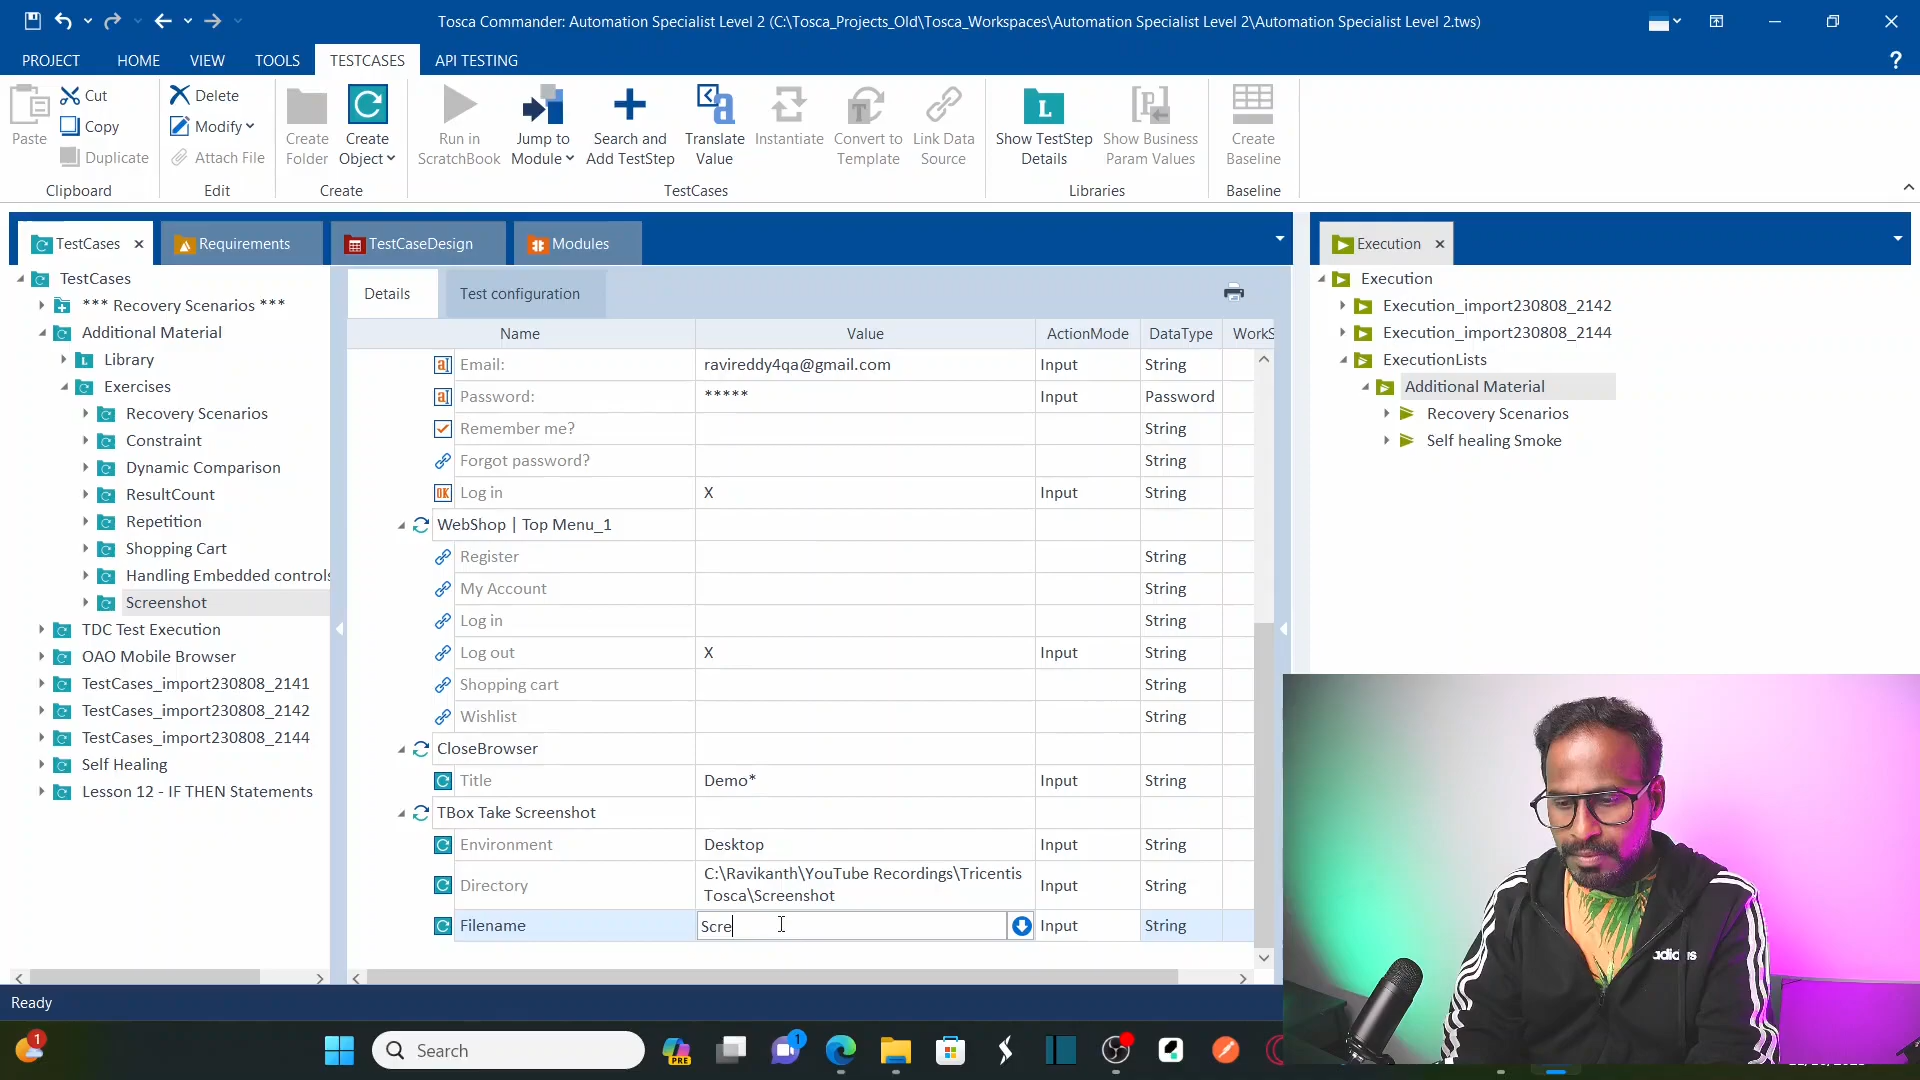 Tosca Commander: Automation Specialist Level 2 (C:\Tosca_Projects_Old\Tosca_Workspaces\Automation Specialist Level 2\Automation Specialist Level 2.tws)
PROJECT HOME VIEW TOOLS TESTCASES API TESTING ?
Paste
Cut
Copy
Duplicate
Clipboard
Delete
Modify
Attach File
Edit
Create Folder
Create Object
Create
Run in ScratchBook
Jump to Module
Search and Add TestStep
Translate Value
Instantiate
Convert to Template
Link Data Source
TestCases
Show TestStep Details
Show Business Param Values
Libraries
Create Baseline
Baseline
TestCases
Requirements
TestCaseDesign
Modules
Execution
TestCases
*** Recovery Scenarios ***
Additional Material
Library
Exercises
Recovery Scenarios
Constraint
Dynamic Comparison
ResultCount
Repetition
Shopping Cart
Handling Embedded controls
Screenshot
TDC Test Execution
OAO Mobile Browser
TestCases_import230808_2141
TestCases_import230808_2142
TestCases_import230808_2144
Self Healing
Lesson 12 - IF THEN Statements
Details Test configuration
Name Value ActionMode DataType WorkS
Email: ravireddy4qa@gmail.com Input String
Password: ***** Input Password
Remember me? String
Forgot password? String
OK Log in X Input String
WebShop | Top Menu_1
Register String
My Account String
Log in String
Log out X Input String
Shopping cart String
Wishlist String
CloseBrowser
Title Demo* Input String
TBox Take Screenshot
Environment Desktop Input String
Directory C:\Ravikanth\YouTube Recordings\Tricentis Tosca\Screenshot Input String
Filename Scre Input String
Execution
Execution_import230808_2142
Execution_import230808_2144
ExecutionLists
Additional Material
Recovery Scenarios
Self healing Smoke
adidas
Ready
1
Search
PRE
1